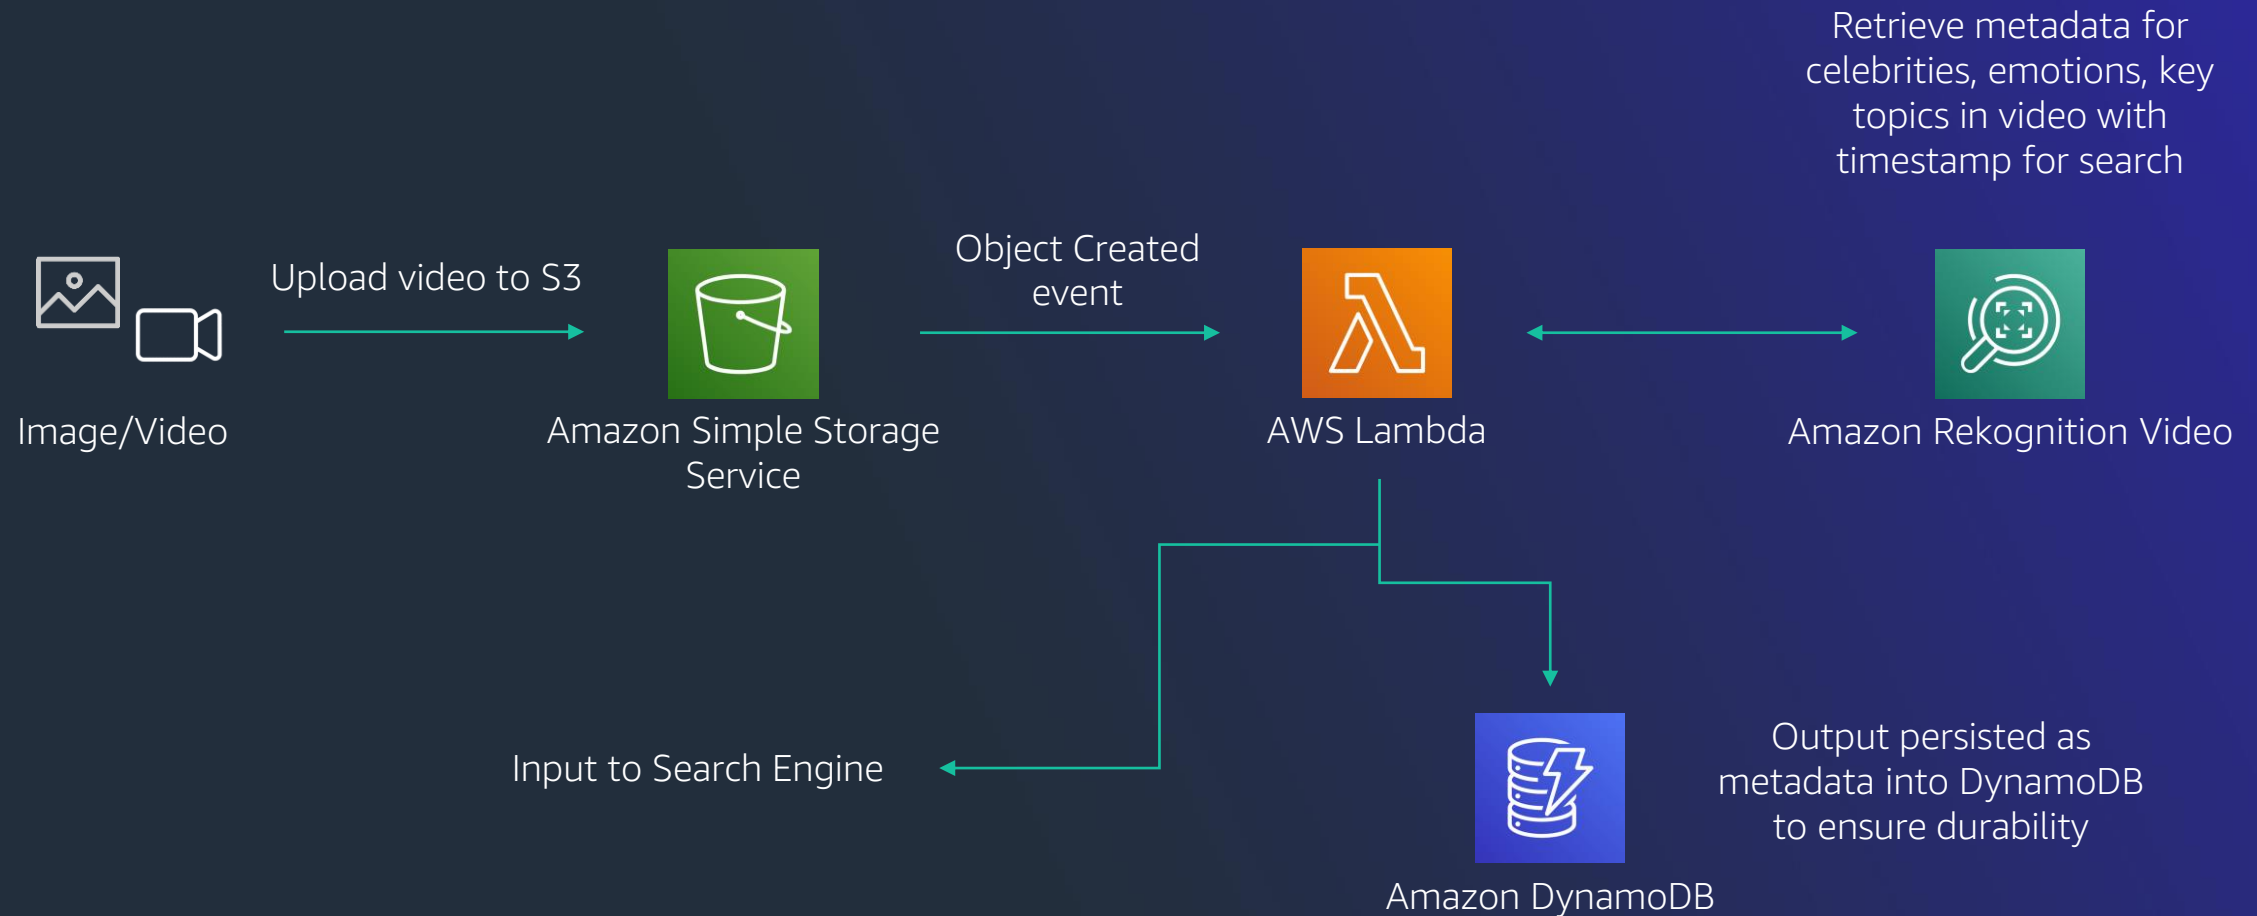 Retrieve metadata for
celebrities, emotions, key
topics in video with
timestamp for search
Upload video to S3
Object Created
event
Image/Video
Amazon Simple Storage
Service
AWS Lambda
Amazon Rekognition Video
Input to Search Engine
Output persisted as
metadata into DynamoDB
to ensure durability
Amazon DynamoDB